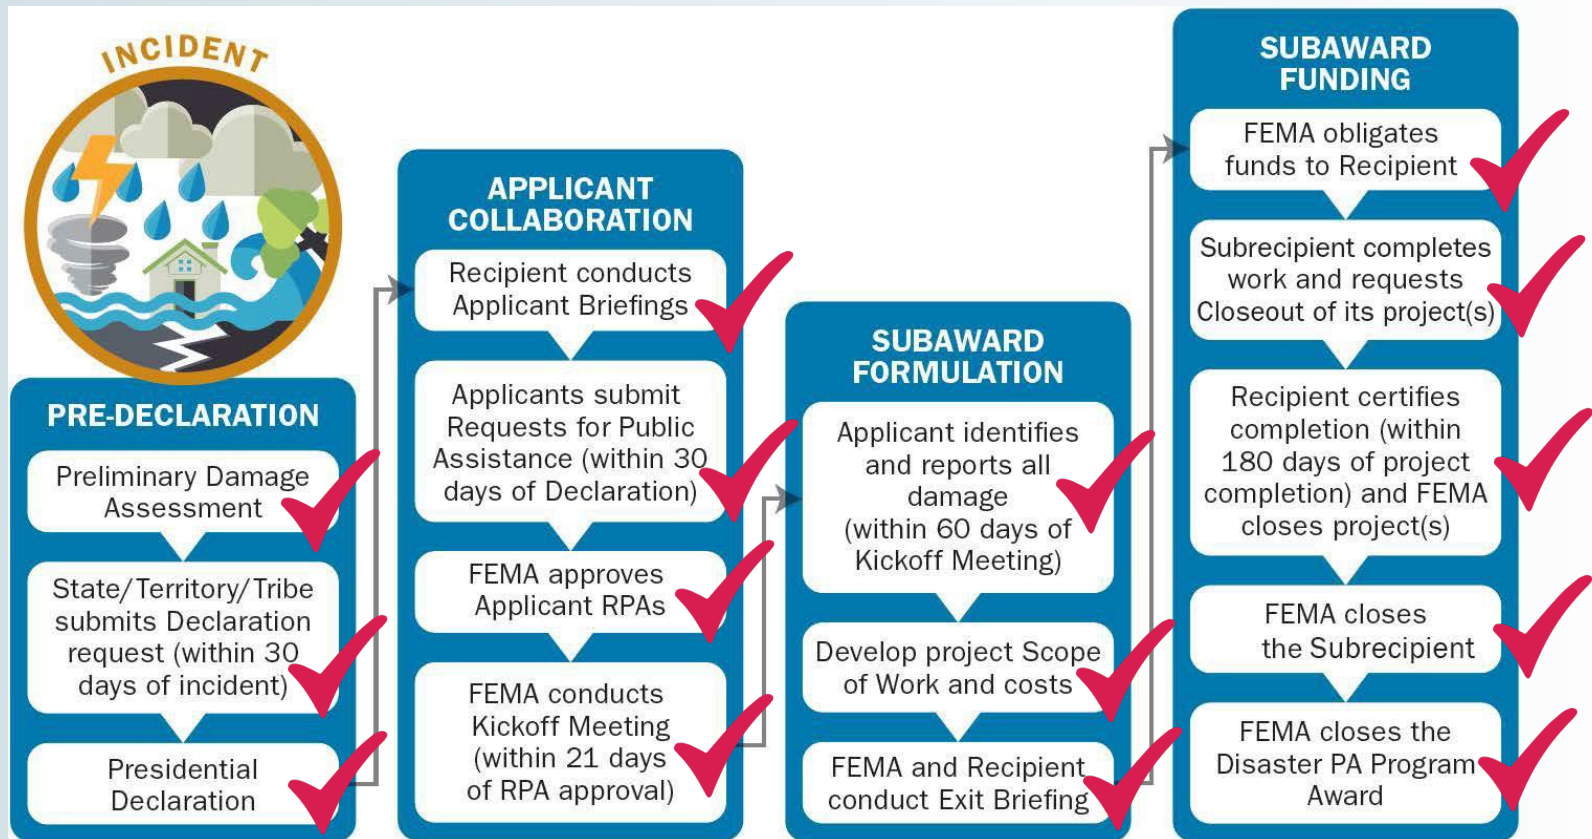 INCIDENT
PRE-DECLARATION
Preliminary Damage
Assessment
State/Territory/Tribe
submits Declaration
request (within 30
days of incident)
Presidential
Declaration
APPLICANT
COLLABORATION
Recipient conducts
Applicant Briefings
Applicants submit
Requests for Public
Assistance (within 30
days of Declaration)
FEMA approves
Applicant RPAs
FEMA conducts
Kickoff Meeting
(within 21 days
of RPA approval)
SUBAWARD
FORMULATION
Applicant identifies
and reports all
damage
(within 60 days of
Kickoff Meeting)
Develop project Scope
of Work and costs
FEMA and Recipient
conduct Exit Briefing
SUBAWARD
FUNDING
FEMA obligates
funds to Recipient
Subrecipient completes
work and requests
Closeout of its project(s)
Recipient certifies
completion (within
180 days of project
completion) and FEMA
closes project(s)
FEMA closes
the Subrecipient
FEMA closes the
Disaster PA Program
Award